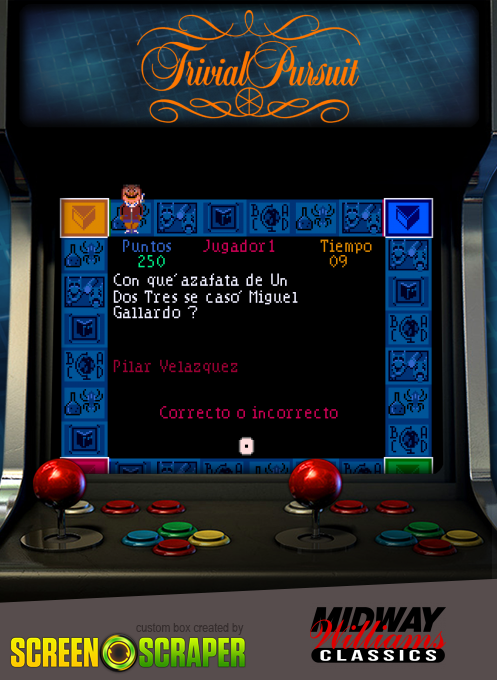 Trivial Pursuit
Puntos Jugador1 Tiempo
250 09
Con que´azafata de Un
Dos Tres se caso´ Miguel
Gallardo ?
Pilar Velazquez
Correcto o incorrecto
custom box created by
SCREEN SCRAPER
MIDWAY
Williams
CLASSICS